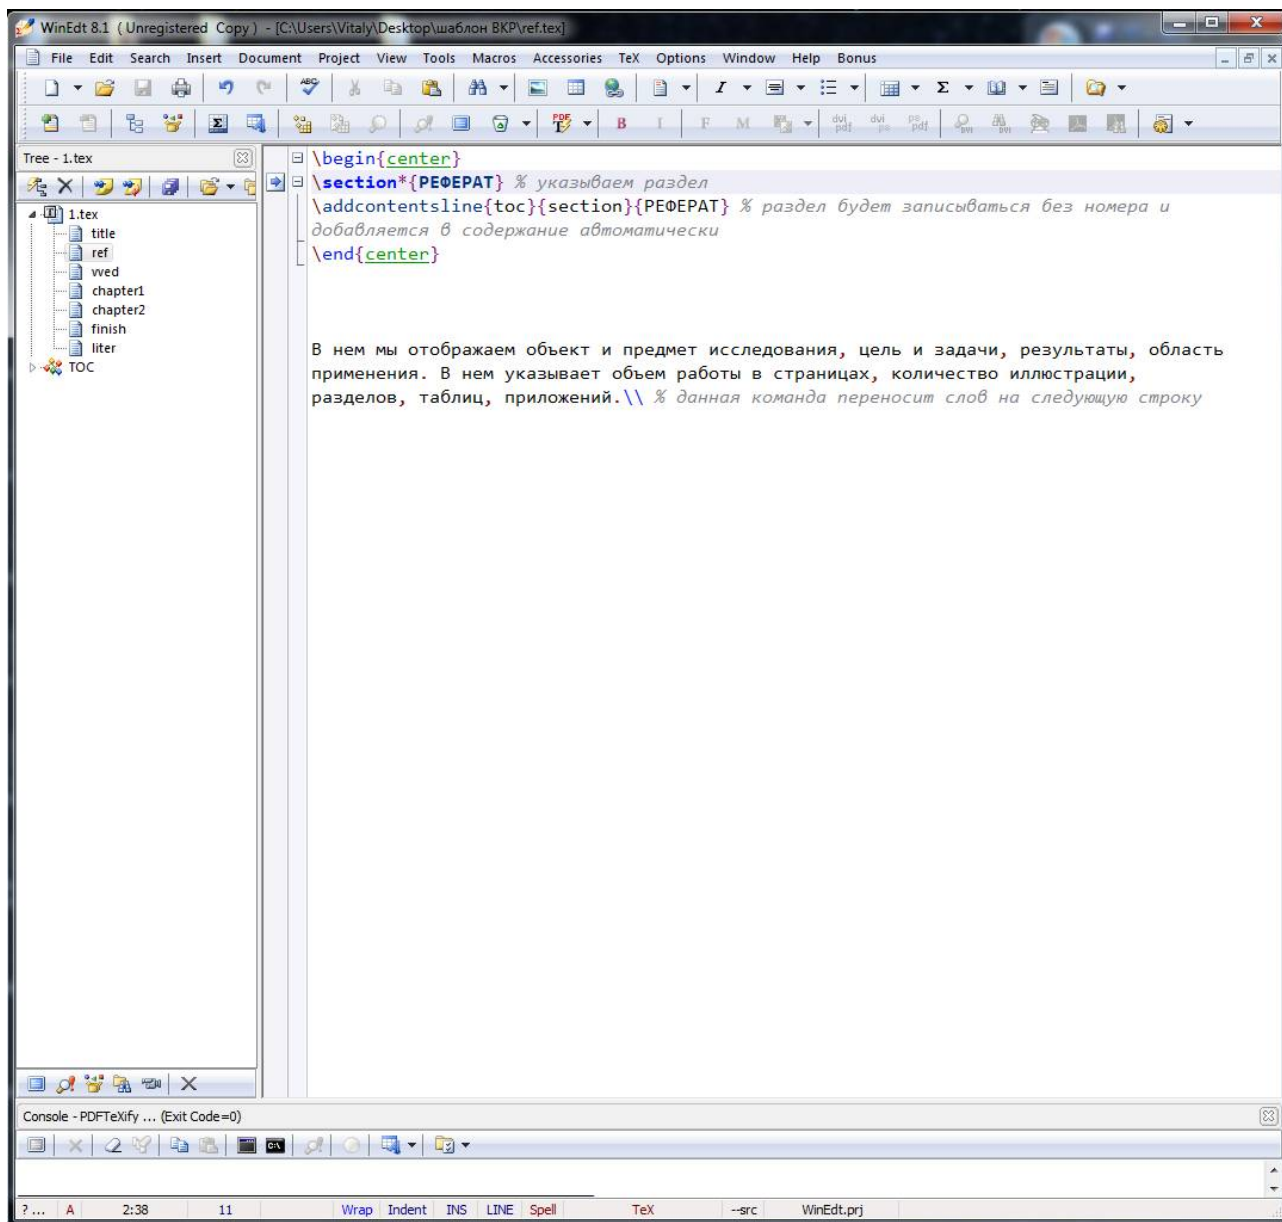 WinEdt 8.1 (Unregistered Copy) - [C:\Users\Vitaly\Desktop\шаблон ВКР\ref.tex]
File Edit Search Insert Document Project View Tools Macros Accessories TeX Options Window Help Bonus
Tree - 1.tex
1.tex
title
ref
vved
chapter1
chapter2
finish
liter
TOC
\begin{center}
\section*{РЕФЕРАТ} % указываем раздел
\addcontentsline{toc}{section}{РЕФЕРАТ} % раздел будет записываться без номера и
добавляется в содержание автоматически
\end{center}
В нем мы отображаем объект и предмет исследования, цель и задачи, результаты, область
применения. В нем указывает объем работы в страницах, количество иллюстрации,
разделов, таблиц, приложений.\\ % данная команда переносит слов на следующую строку
Console - PDFTeXify ... (Exit Code=0)
? ... A 2:38 11 Wrap Indent INS LINE Spell TeX --src WinEdt.prj